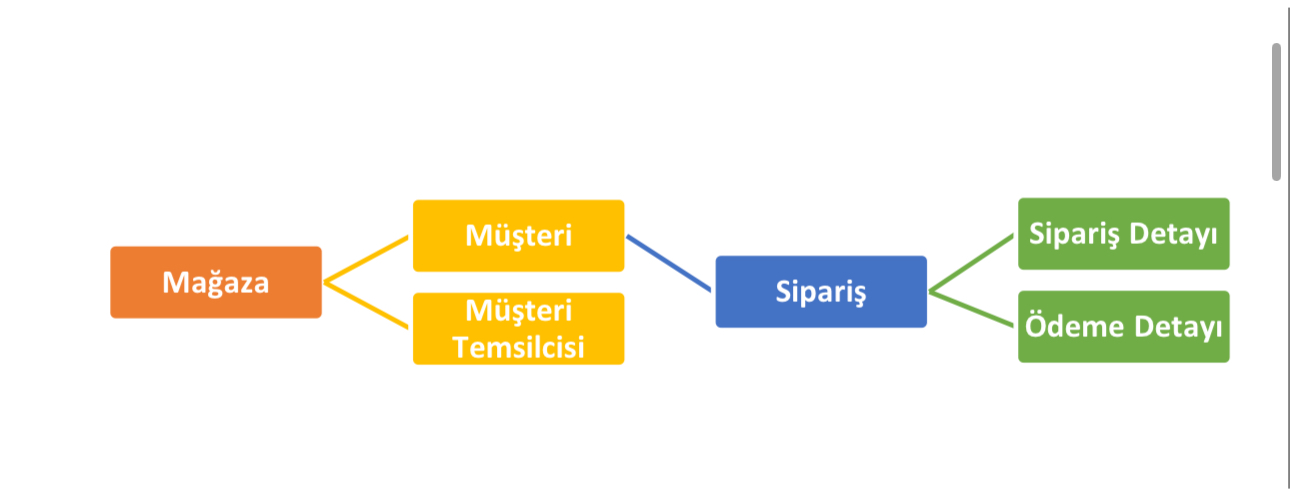 Mağaza
Müşteri
Müşteri
Temsilcisi
Sipariş
Sipariş Detayı
Ödeme Detayı